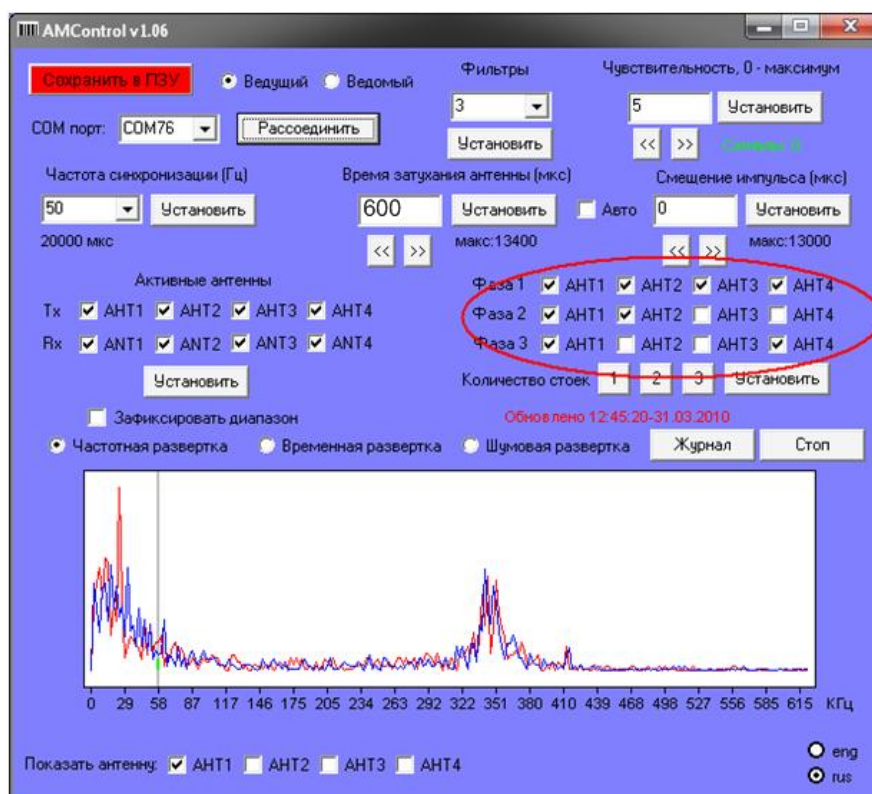 AMControl v1.06
Сохранить в ПЗУ Ведущий Ведомый Фильтры Чувствительность, 0 - максимум
3 5 Установить
COM порт: COM76 Рассоединить Установить << >> Сигналы: 0
Частота синхронизации (Гц) Время затухания антенны (мкс) Смещение импульса (мкс)
50 Установить 600 Установить Авто 0 Установить
20000 мкс << >> макс:13400 << >> макс:13000
Активные антенны Фаза 1 АНТ1 АНТ2 АНТ3 АНТ4
Tx АНТ1 АНТ2 АНТ3 АНТ4 Фаза 2 АНТ1 АНТ2 АНТ3 АНТ4
Rx ANT1 ANT2 ANT3 ANT4 Фаза 3 АНТ1 АНТ2 АНТ3 АНТ4
Установить Количество стоек 1 2 3 Установить
Зафиксировать диапазон Обновлено 12:45:20-31.03.2010
Частотная развертка Временная развертка Шумовая развертка Журнал Стоп
0 29 58 87 117 146 175 205 234 263 292 322 351 380 410 439 468 498 527 556 585 615 КГц
Показать антенну: АНТ1 АНТ2 АНТ3 АНТ4 eng
rus